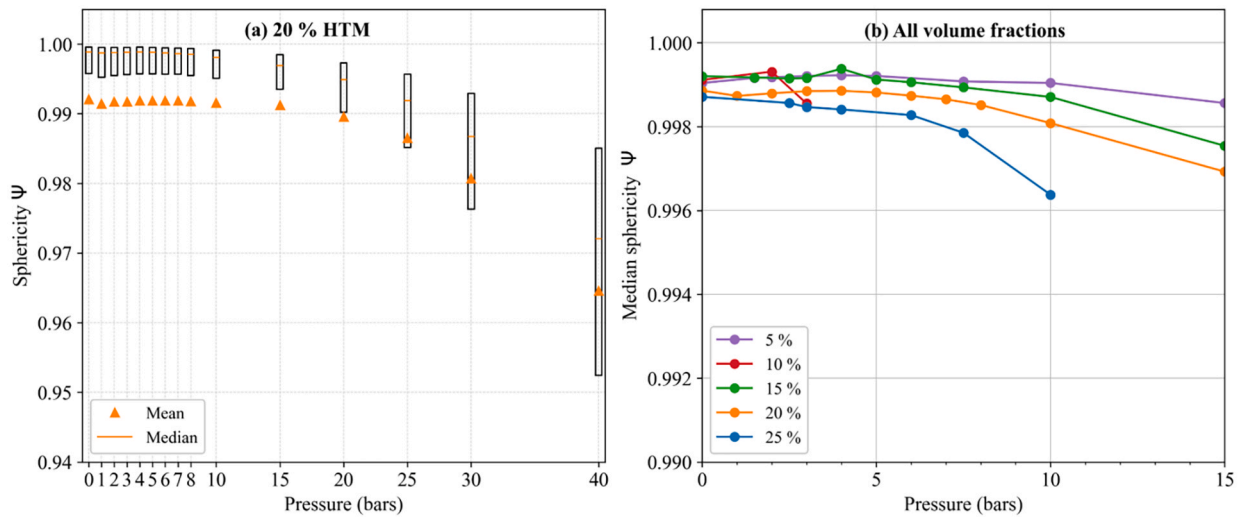 (a) 20 % HTM
1.00
0.99
0.98
0.97
0.96
0.95
0.94
Sphericity Ψ
Mean
Median
0 1 2 3 4 5 6 7 8 10 15 20 25 30 40
Pressure (bars)
(b) All volume fractions
1.000
0.998
0.996
0.994
0.992
0.990
Median sphericity Ψ
5 %
10 %
15 %
20 %
25 %
0 5 10 15
Pressure (bars)